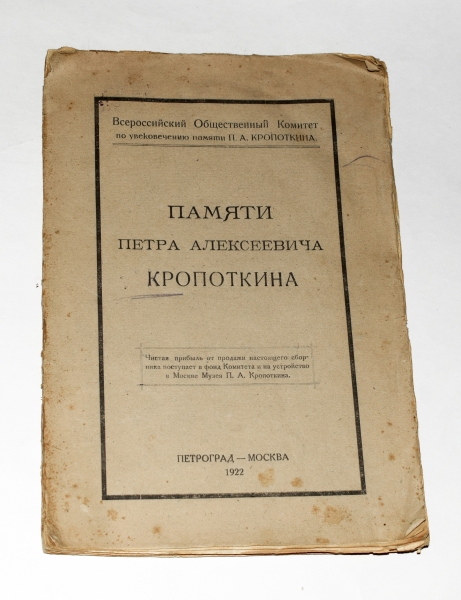 Всероссийский Общественный Комитет
по увековечению памяти П. А. КРОПОТКИНА.
ПАМЯТИ
ПЕТРА АЛЕКСЕЕВИЧА
КРОПОТКИНА
Чистая прибыль от продажи настоящего сбор-
ника поступает в фонд Комитета и на устройство
в Москве Музея П. А. Кропоткина.
ПЕТРОГРАД — МОСКВА
1922